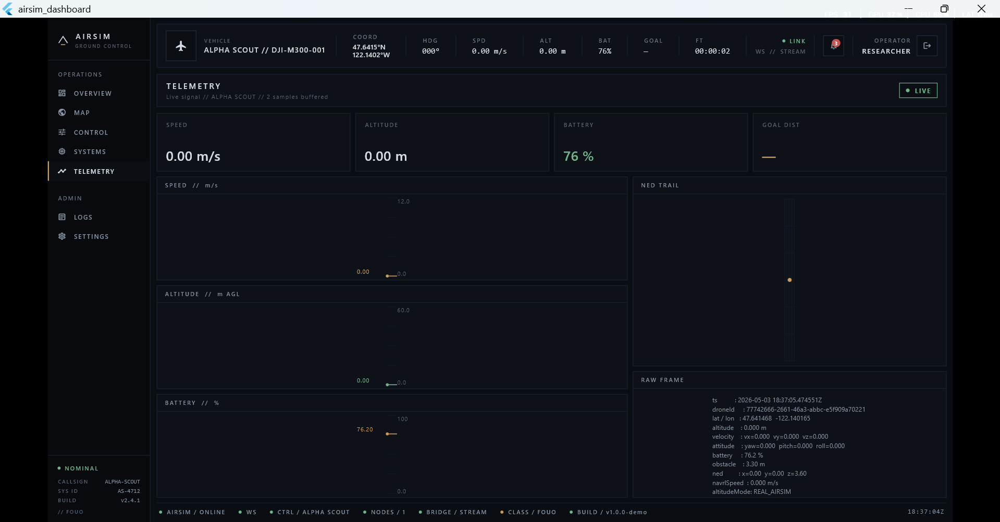 airsim_dashboard
AIRSIM
GROUND CONTROL
OPERATIONS
OVERVIEW
MAP
CONTROL
SYSTEMS
TELEMETRY
ADMIN
LOGS
SETTINGS
NOMINAL
CALLSIGN ALPHA-SCOUT
SYS ID AS-4712
BUILD v2.4.1
// FOUO
VEHICLE
ALPHA SCOUT // DJI-M300-001
COORD
47.6415°N
122.1402°W
HDG
000°
SPD
0.00 m/s
ALT
0.00 m
BAT
76%
GOAL
—
FT
00:00:02
LINK
WS // STREAM
3
OPERATOR
RESEARCHER
TELEMETRY
Live signal // ALPHA SCOUT // 2 samples buffered
LIVE
SPEED
0.00 m/s
ALTITUDE
0.00 m
BATTERY
76 %
GOAL DIST
—
SPEED // m/s
12.0
0.00
0.0
ALTITUDE // m AGL
60.0
0.00
0.0
BATTERY // %
100
76.20
0.0
NED TRAIL
RAW FRAME
ts : 2026-05-03 18:37:05.474551Z
droneId : 77742666-2661-46a3-abbc-e5f909a70221
lat / lon : 47.641468 -122.140165
altitude : 0.000 m
velocity : vx=0.000 vy=0.000 vz=0.000
attitude : yaw=0.000 pitch=0.000 roll=0.000
battery : 76.2 %
obstacle : 3.30 m
ned : x=0.00 y=0.00 z=3.60
navrlSpeed : 0.000 m/s
altitudeMode: REAL_AIRSIM
AIRSIM / ONLINE WS CTRL / ALPHA SCOUT NODES / 1 BRIDGE / STREAM CLASS / FOUO BUILD / v1.0.0-demo 18:37:04Z